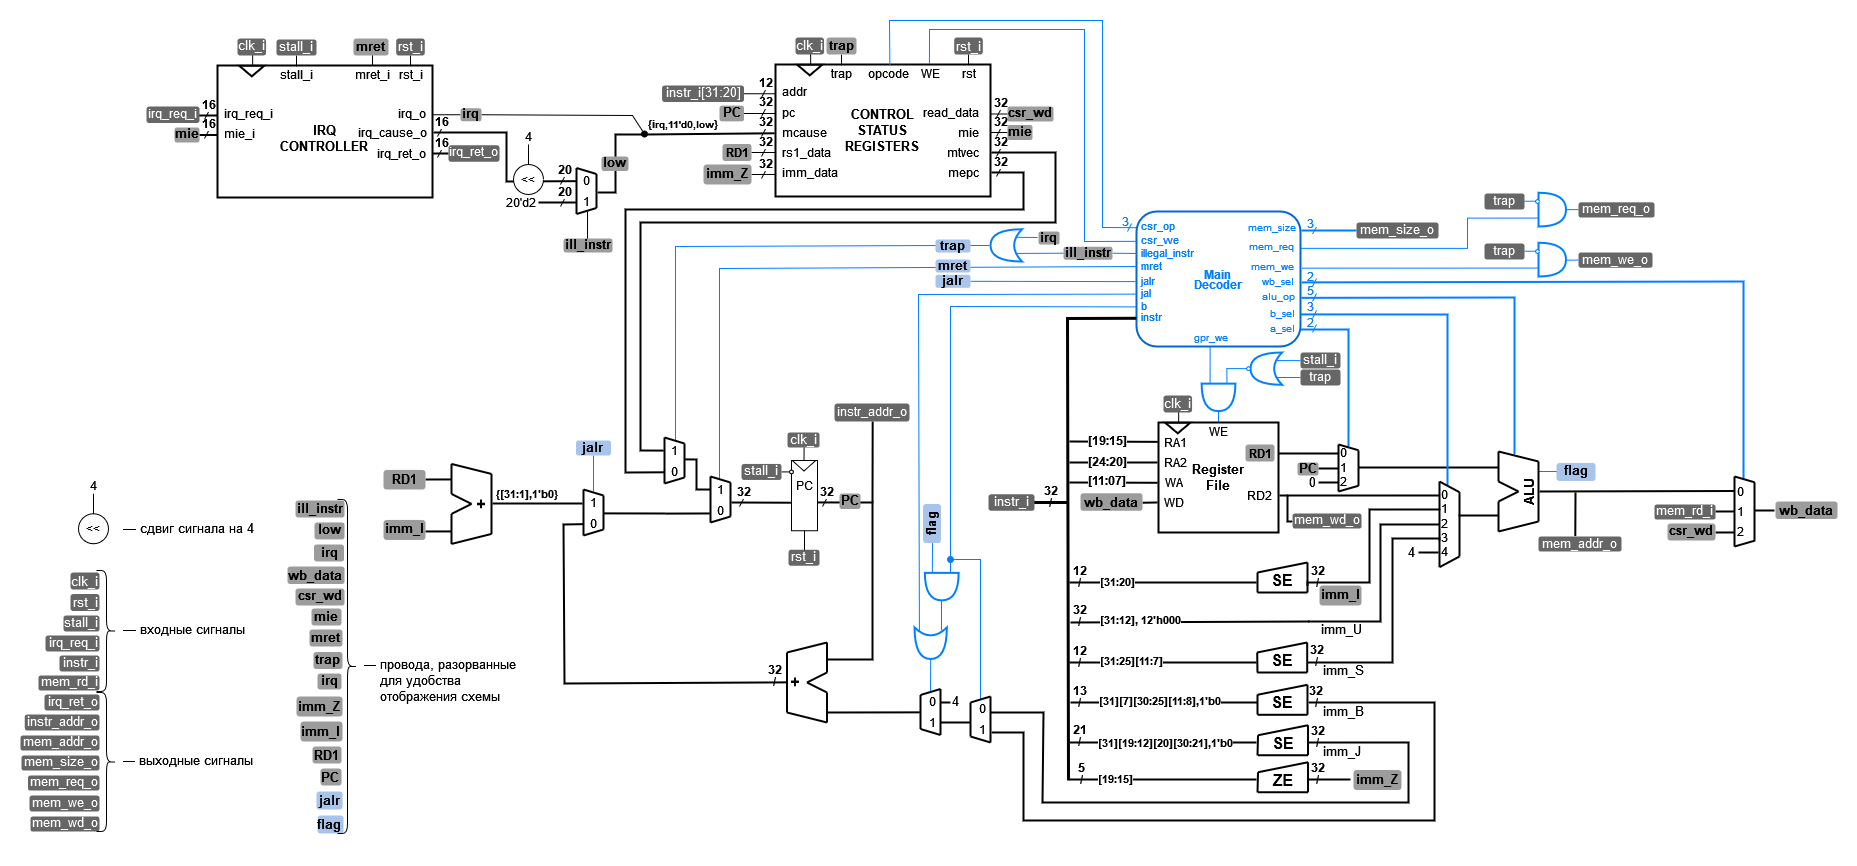 clk_i
stall_i
mret
rst_i
stall_i
mret_i
rst_i
irq_req_i
16
irq_req_i
mie
16
mie_i
IRQ
CONTROLLER
irq_o
irq
irq_cause_o
16
irq_ret_o
16
irq_ret_o
4
<<
20
20
20'd2
0
1
ill_instr
low
{irq,11'd0,low}
clk_i
trap
rst_i
trap
opcode
WE
rst
instr_i[31:20]
12
addr
PC
32
pc
32
mcause
RD1
32
rs1_data
imm_Z
32
imm_data
CONTROL
STATUS
REGISTERS
read_data
32
csr_wd
mie
32
mie
mtvec
32
mepc
32
trap
irq
ill_instr
mret
jalr
3
csr_op
csr_we
illegal_instr
mret
jalr
jal
b
instr
Main
Decoder
gpr_we
mem_size
mem_req
mem_we
wb_sel
alu_op
b_sel
a_sel
3
2
5
3
2
mem_size_o
trap
mem_req_o
trap
mem_we_o
stall_i
trap
clk_i
WE
[19:15]
RA1
[24:20]
RA2
[11:07]
WA
wb_data
WD
Register
File
RD1
RD2
PC
0
0
1
2
mem_wd_o
0
1
2
3
4
4
ALU
flag
mem_addr_o
mem_rd_i
csr_wd
0
1
2
wb_data
instr_i
32
12
[31:20]
SE
32
imm_I
32
[31:12], 12'h000
imm_U
12
[31:25][11:7]
SE
32
imm_S
13
[31][7][30:25][11:8],1'b0
SE
32
imm_B
21
[31][19:12][20][30:21],1'b0
SE
32
imm_J
5
[19:15]
ZE
32
imm_Z
RD1
imm_I
+
{[31:1],1'b0}
jalr
1
0
1
0
1
0
32
stall_i
clk_i
PC
rst_i
32
PC
instr_addr_o
flag
32
+
0
1
4
0
1
4
<<
— сдвиг сигнала на 4
clk_i
rst_i
stall_i
irq_req_i
instr_i
mem_rd_i
— входные сигналы
irq_ret_o
instr_addr_o
mem_addr_o
mem_size_o
mem_req_o
mem_we_o
mem_wd_o
— выходные сигналы
ill_instr
low
irq
wb_data
csr_wd
mie
mret
trap
irq
imm_Z
imm_I
RD1
PC
jalr
flag
— провода, разорванные
для удобства
отображения схемы